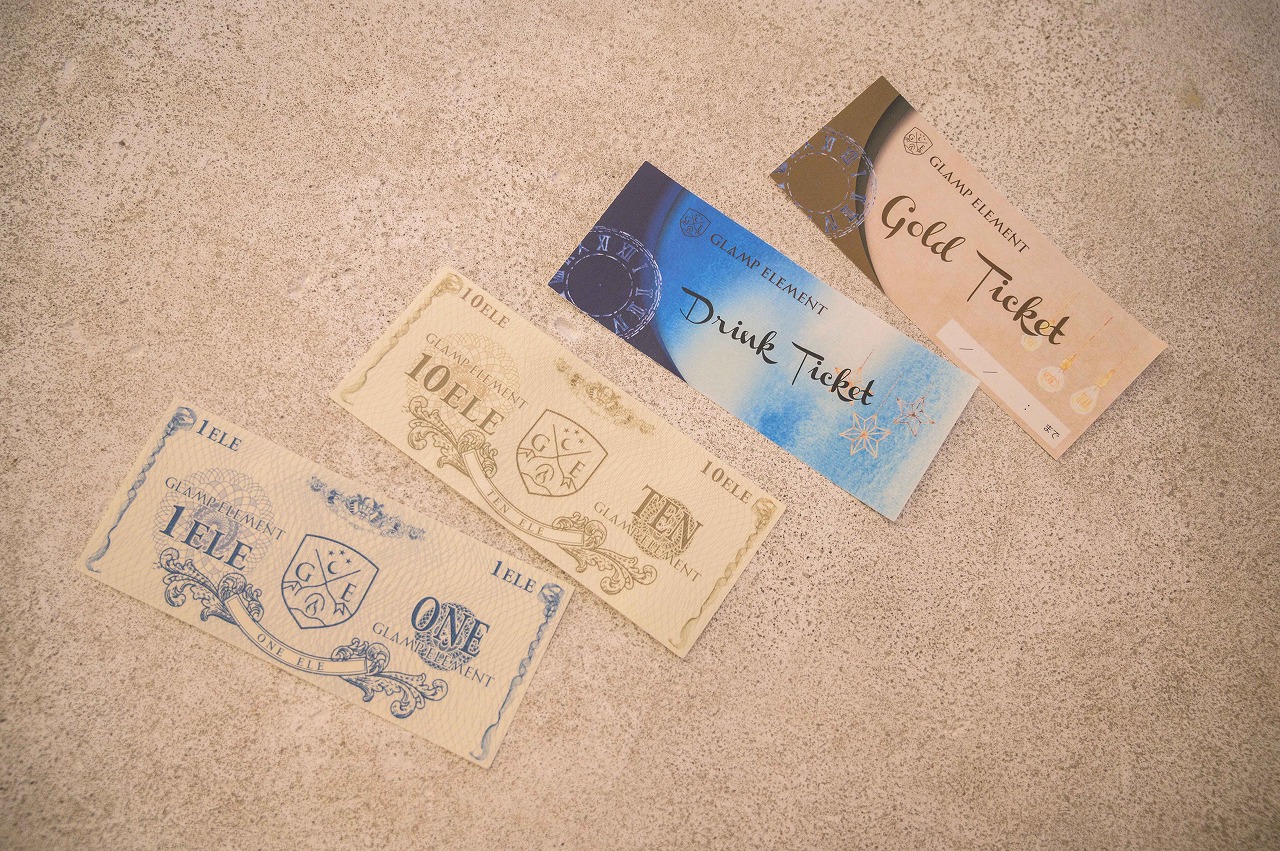 1ELE
GLAMP ELEMENT
1ELE
G C E
ONE ELE
1ELE
ONE
GLAMP ELEMENT
10ELE
GLAMP ELEMENT
10ELE
G C E
TEN ELE
10ELE
TEN
GLAMP ELEMENT
GLAMP ELEMENT
Drink Ticket
GLAMP ELEMENT
Gold Ticket
/ / : まで